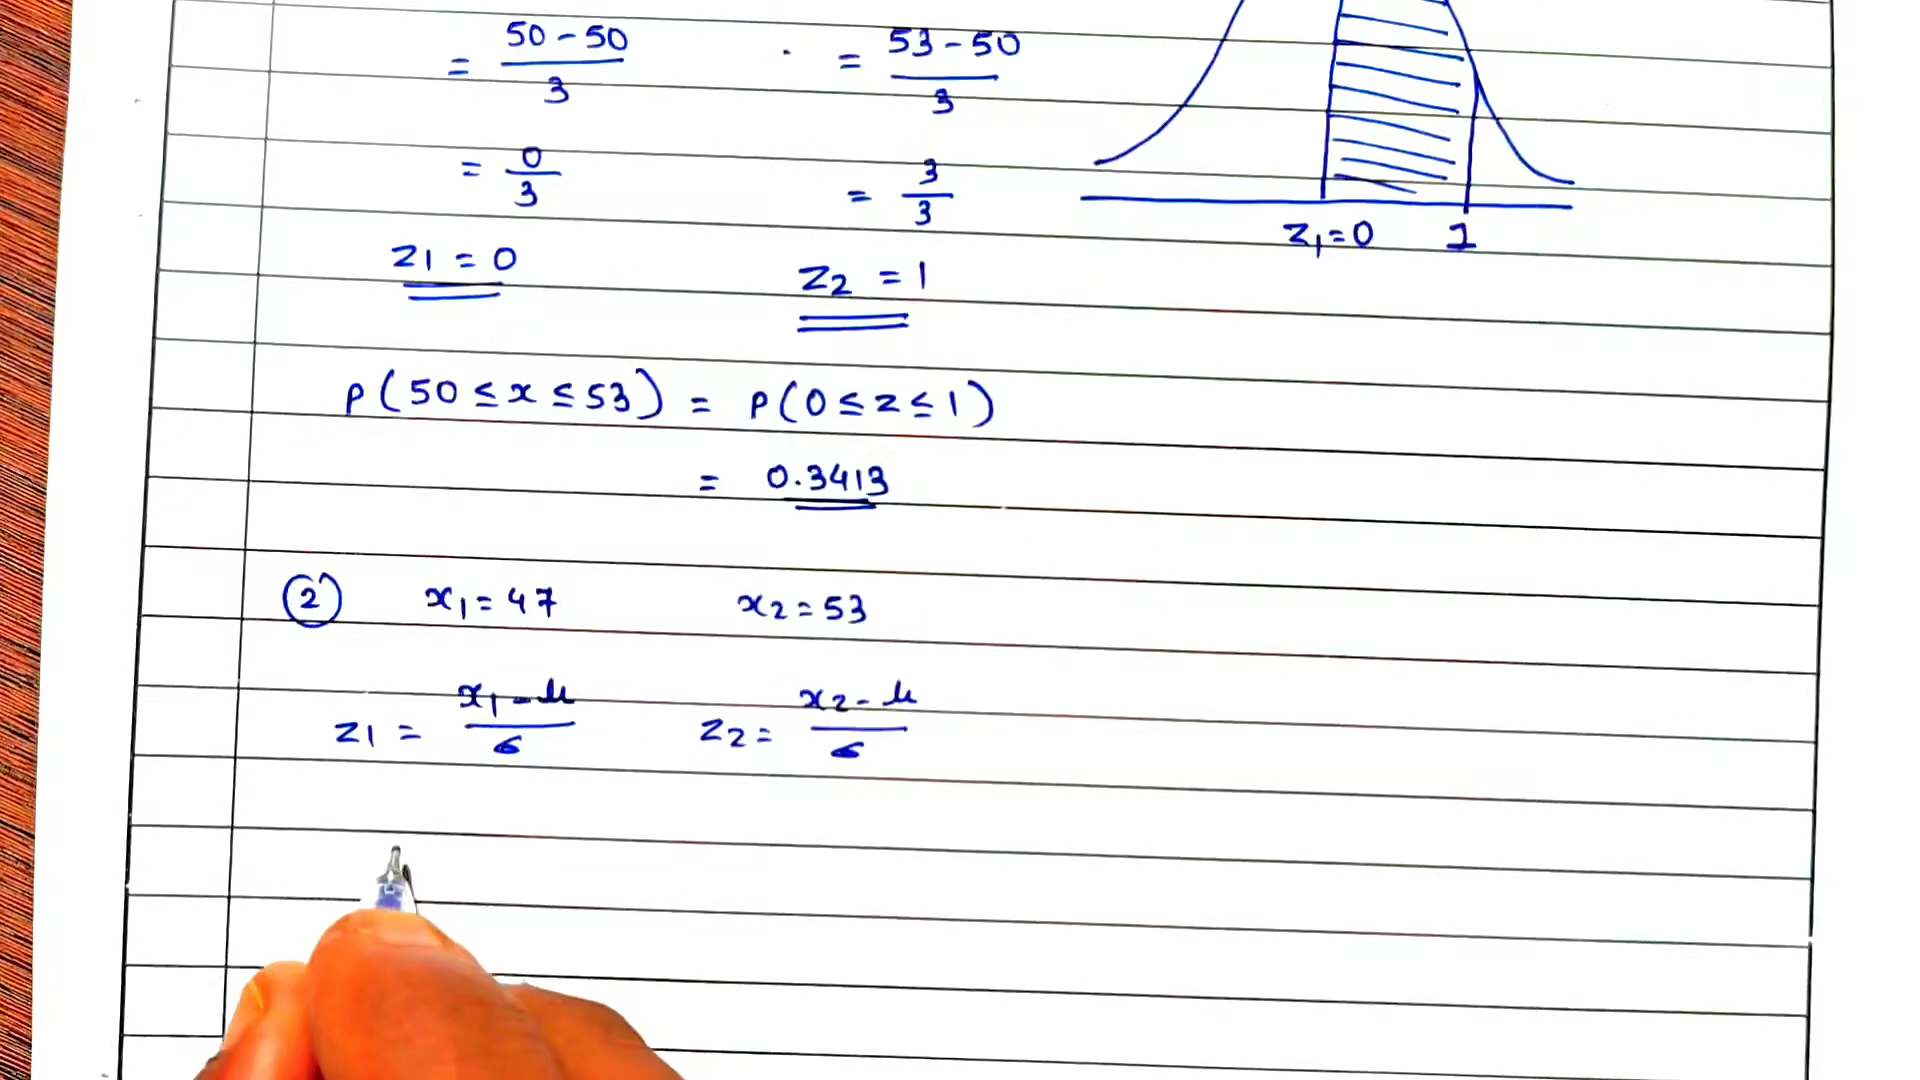 = 50 - 50 / 3 = 53 - 50 / 3
= 0 / 3 = 3 / 3
z₁ = 0 1
z₁ = 0 z₂ = 1
p(50 ≤ x ≤ 53) = p(0 ≤ z ≤ 1)
= 0.3413
② x₁ = 47 x₂ = 53
z₁ = x₁ - μ / σ z₂ = x₂ - μ / σ